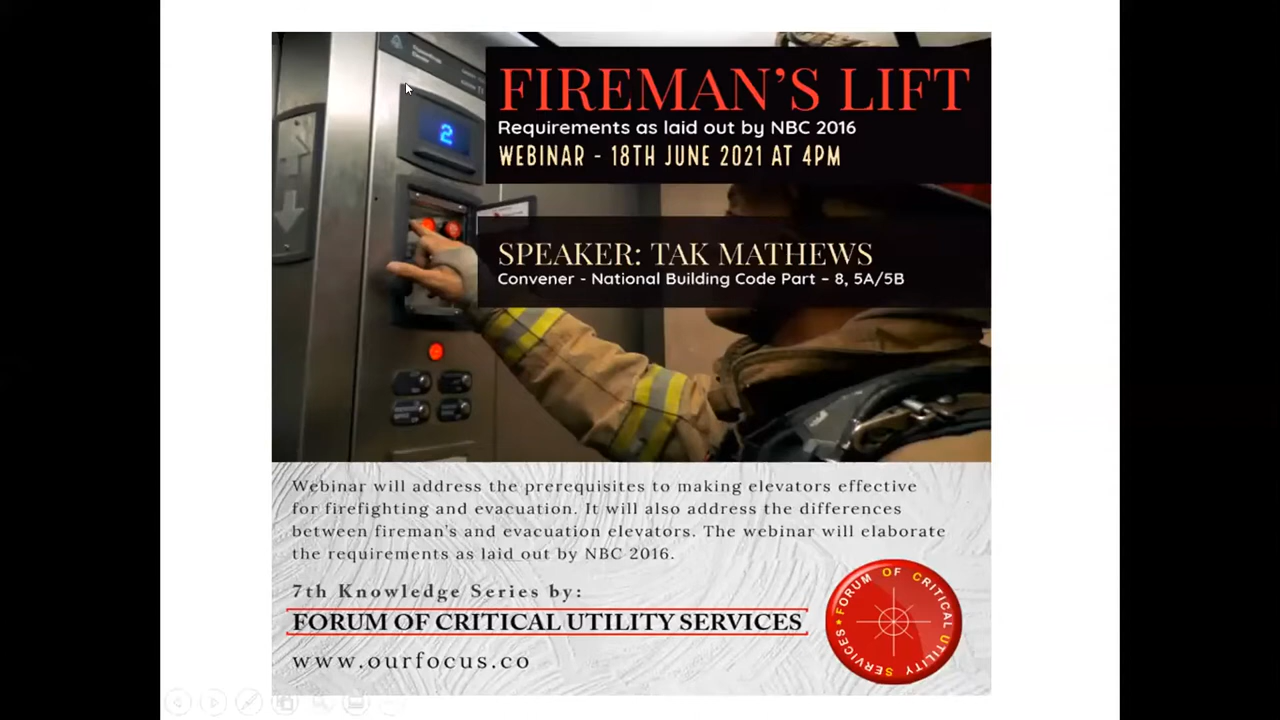 2
FIREMAN'S LIFT
Requirements as laid out by NBC 2016
WEBINAR - 18TH JUNE 2021 AT 4PM
SPEAKER: TAK MATHEWS
Convener - National Building Code Part – 8, 5A/5B
Webinar will address the prerequisites to making elevators effective
for firefighting and evacuation. It will also address the differences
between fireman's and evacuation elevators. The webinar will elaborate
the requirements as laid out by NBC 2016.
7th Knowledge Series by:
FORUM OF CRITICAL UTILITY SERVICES
www.ourfocus.co
FORUM OF CRITICAL UTILITY SERVICES